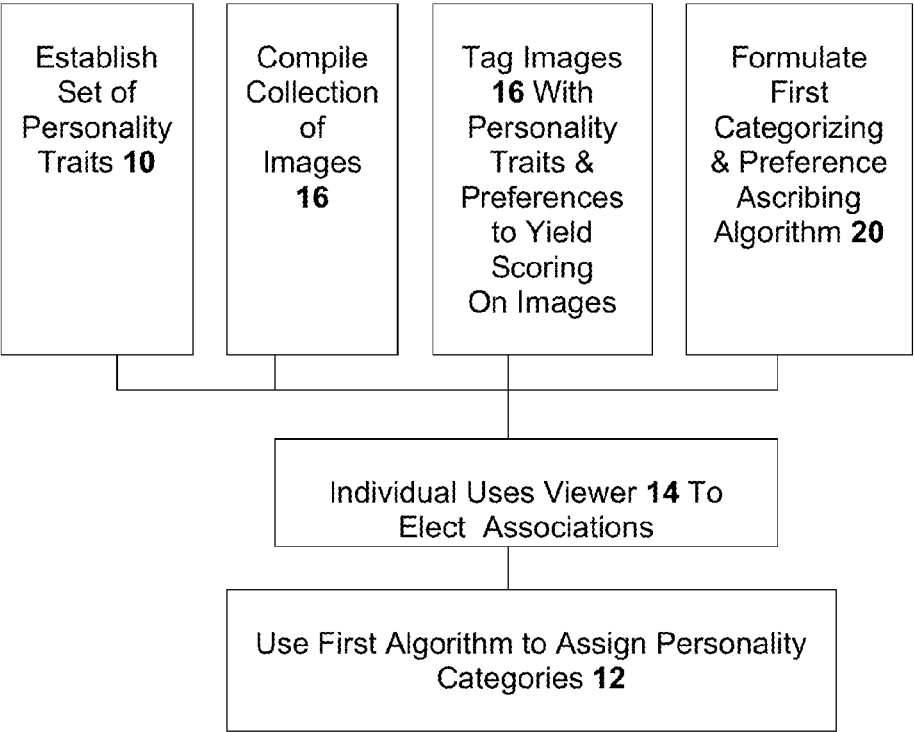 Establish
Set of
Personality
Traits 10
Compile
Collection
of
Images
16
Tag Images
16 With
Personality
Traits &
Preferences
to Yield
Scoring
On Images
Formulate
First
Categorizing
& Preference
Ascribing
Algorithm 20
Individual Uses Viewer 14 To
Elect Associations
Use First Algorithm to Assign Personality
Categories 12